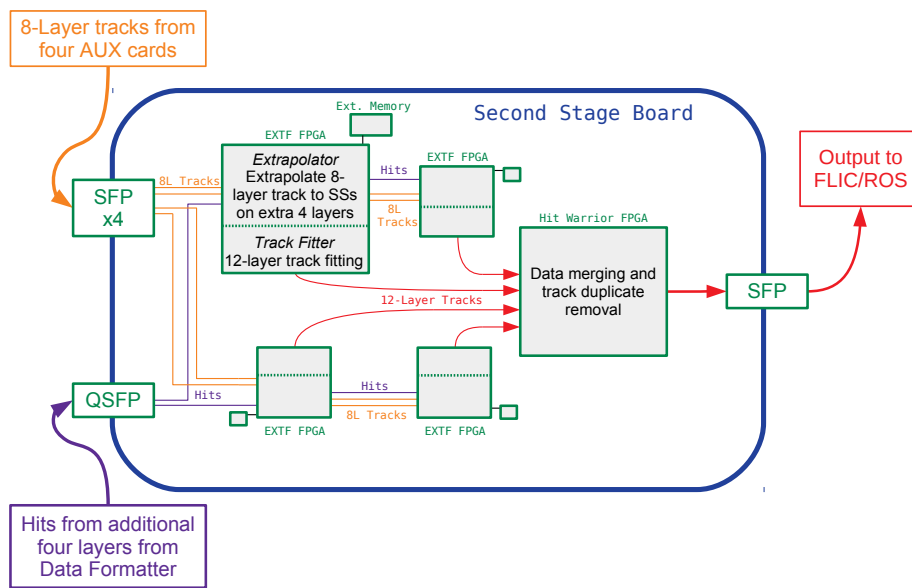 8-Layer tracks from
four AUX cards
Second Stage Board
Ext. Memory
EXTF FPGA
Extrapolator
Extrapolate 8-
layer track to SSs
on extra 4 layers
Track Fitter
12-layer track fitting
Hits
8L
Tracks
EXTF FPGA
SFP
x4
8L Tracks
Hit Warrior FPGA
Data merging and
track duplicate
removal
12-Layer Tracks
SFP
Output to
FLIC/ROS
QSFP
Hits
EXTF FPGA
Hits
8L Tracks
EXTF FPGA
Hits from additional
four layers from
Data Formatter